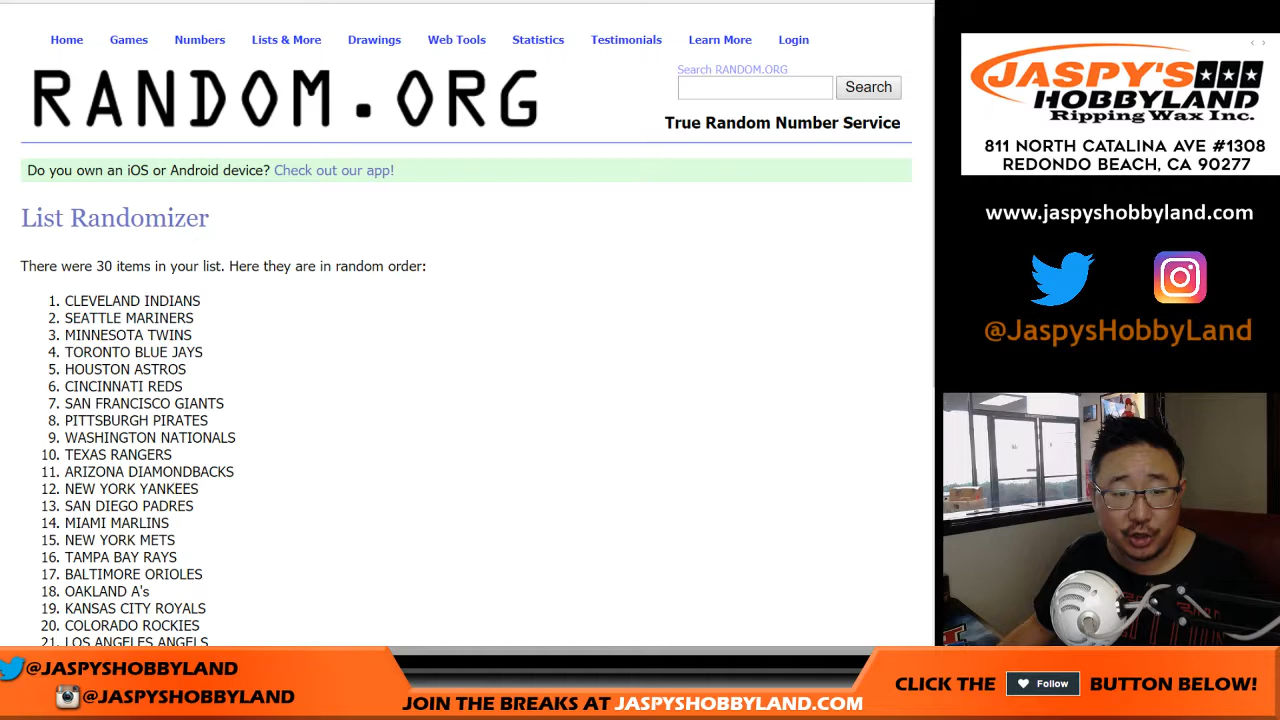 Home Games Numbers Lists & More Drawings Web Tools Statistics Testimonials Learn More Login
RANDOM.ORG
Search RANDOM.ORG
Search
True Random Number Service
Do you own an iOS or Android device? Check out our app!
List Randomizer
There were 30 items in your list. Here they are in random order:
1. CLEVELAND INDIANS
2. SEATTLE MARINERS
3. MINNESOTA TWINS
4. TORONTO BLUE JAYS
5. HOUSTON ASTROS
6. CINCINNATI REDS
7. SAN FRANCISCO GIANTS
8. PITTSBURGH PIRATES
9. WASHINGTON NATIONALS
10. TEXAS RANGERS
11. ARIZONA DIAMONDBACKS
12. NEW YORK YANKEES
13. SAN DIEGO PADRES
14. MIAMI MARLINS
15. NEW YORK METS
16. TAMPA BAY RAYS
17. BALTIMORE ORIOLES
18. OAKLAND A's
19. KANSAS CITY ROYALS
20. COLORADO ROCKIES
21. LOS ANGELES ANGELS
JASPY'S
HOBBYLAND
Ripping Wax Inc.
811 NORTH CATALINA AVE #1308
REDONDO BEACH, CA 90277
www.jaspyshobbyland.com
@JaspysHobbyLand
@JASPYSHOBBYLAND
@JASPYSHOBBYLAND
JOIN THE BREAKS AT JASPYSHOBBYLAND.COM
CLICK THE Follow BUTTON BELOW!